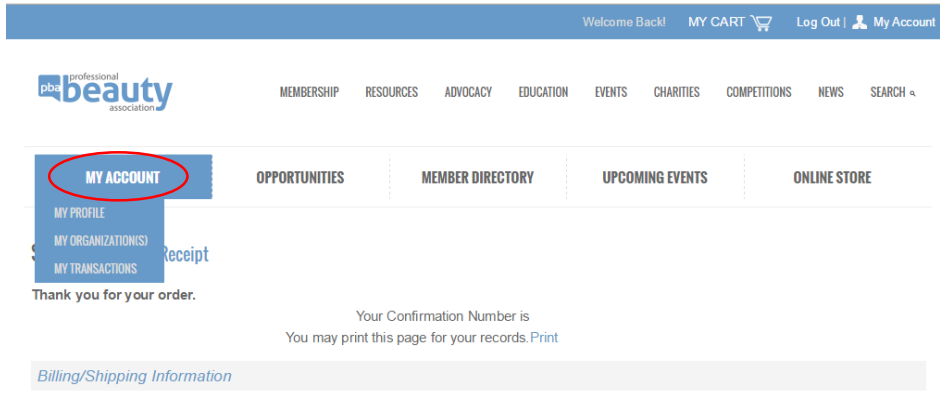 Welcome Back! MY CART Log Out | My Account
professional
pba beauty
association
MEMBERSHIP RESOURCES ADVOCACY EDUCATION EVENTS CHARITIES COMPETITIONS NEWS SEARCH
MY ACCOUNT OPPORTUNITIES MEMBER DIRECTORY UPCOMING EVENTS ONLINE STORE
MY PROFILE
MY ORGANIZATION(S)
MY TRANSACTIONS
Receipt
Thank you for your order.
Your Confirmation Number is
You may print this page for your records.Print
Billing/Shipping Information